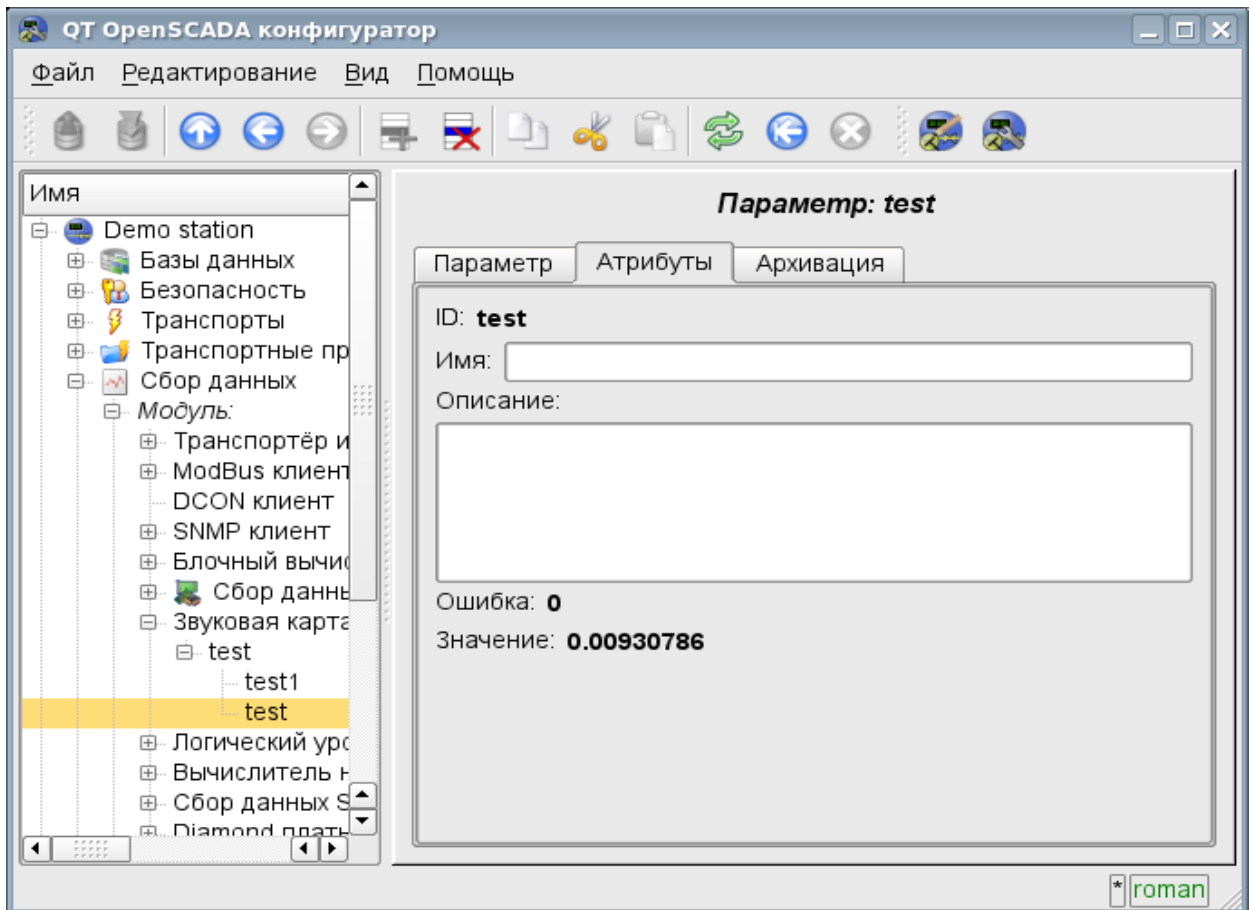 QT OpenSCADA конфигуратор
Файл Редактирование Вид Помощь
Имя
Demo station
Базы данных
Безопасность
Транспорты
Транспортные пр
Сбор данных
Модуль:
Транспортёр и
ModBus клиент
DCON клиент
SNMP клиент
Блочный вычис
Сбор данны
Звуковая карта
test
test1
test
Логический уро
Вычислитель н
Сбор данных S
Diamond платы
Параметр: test
Параметр Атрибуты Архивация
ID: test
Имя:
Описание:
Ошибка: 0
Значение: 0.00930786
* roman